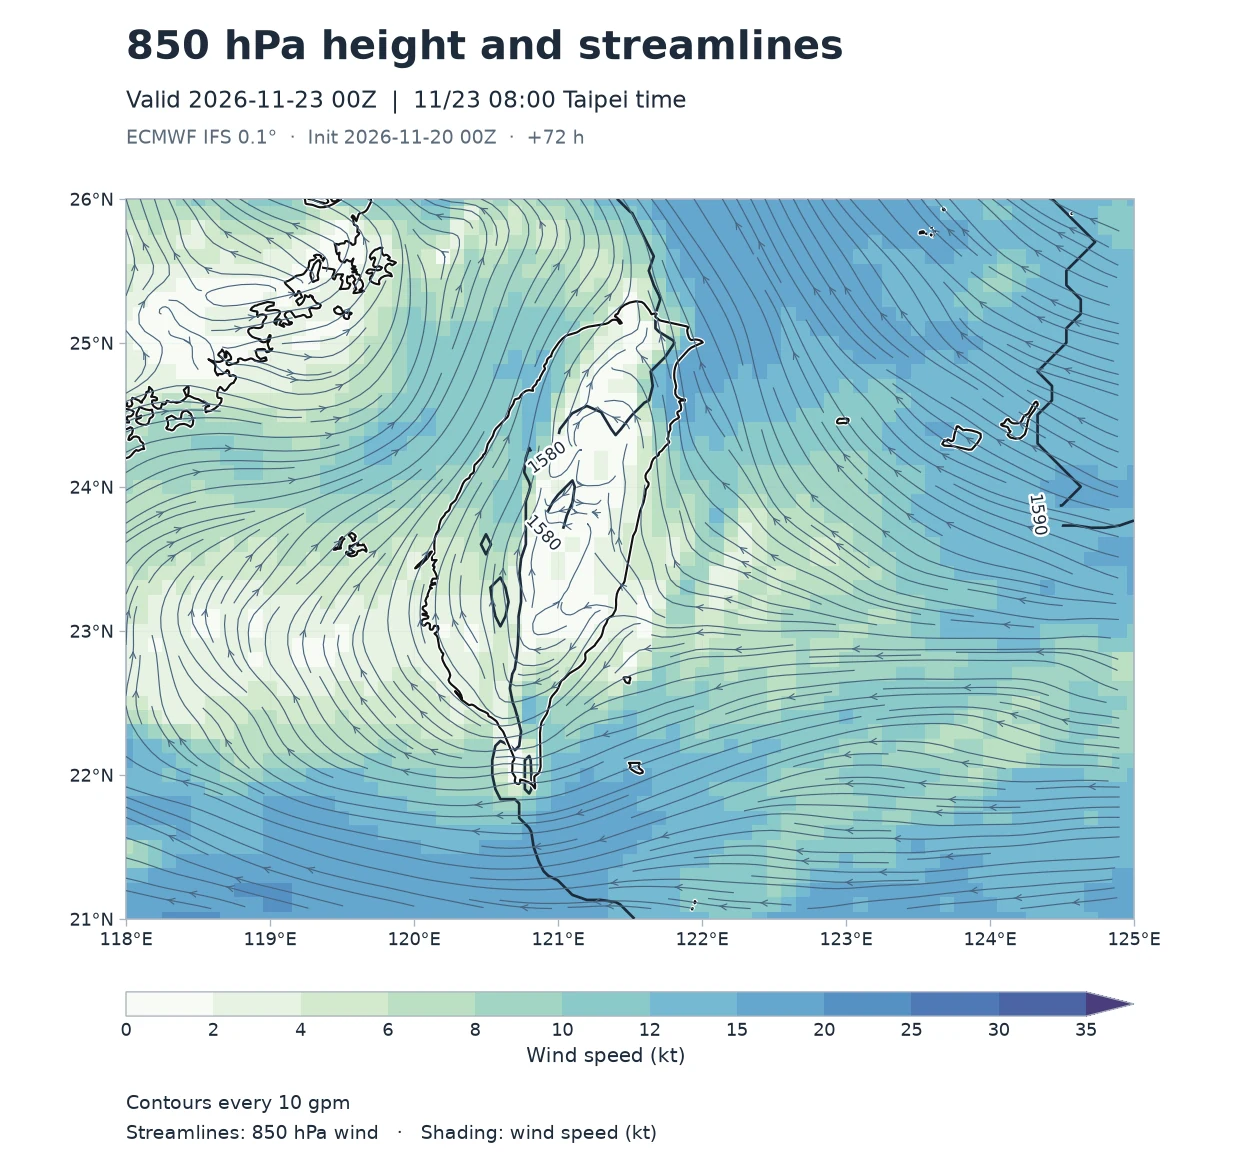 850 hPa height and streamlines
Valid 2026-11-23 00Z | 11/23 08:00 Taipei time
ECMWF IFS 0.1° · Init 2026-11-20 00Z · +72 h
26°N
25°N
24°N
23°N
22°N
21°N
1580
1580
1590
118°E 119°E 120°E 121°E 122°E 123°E 124°E 125°E
0 2 4 6 8 10 12 15 20 25 30 35
Wind speed (kt)
Contours every 10 gpm
Streamlines: 850 hPa wind · Shading: wind speed (kt)